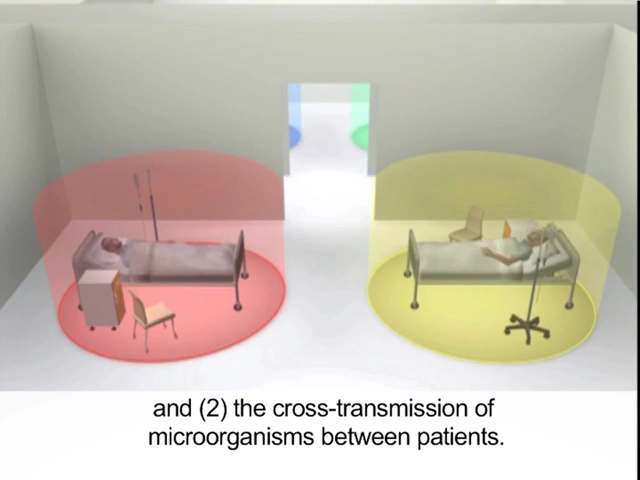 and (2) the cross-transmission of
microorganisms between patients.